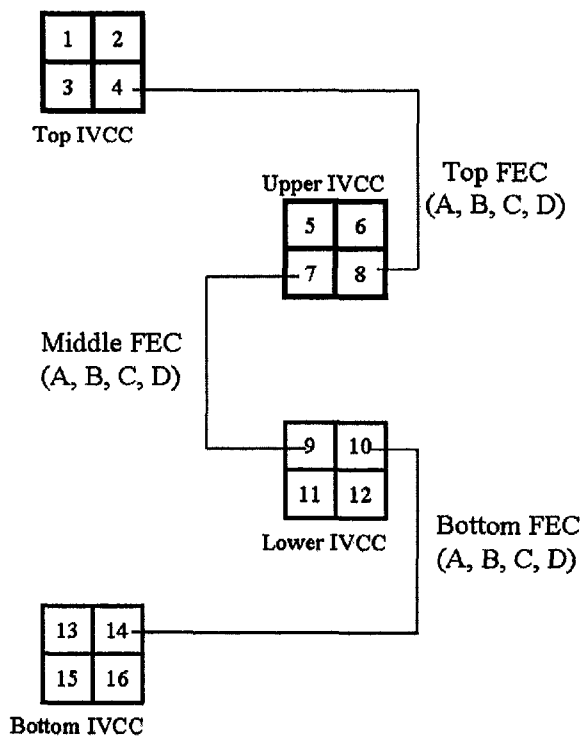 1 2
3 4
Top IVCC
Top FEC
(A, B, C, D)
Upper IVCC
5 6
7 8
Middle FEC
(A, B, C, D)
9 10
11 12
Lower IVCC
Bottom FEC
(A, B, C, D)
13 14
15 16
Bottom IVCC